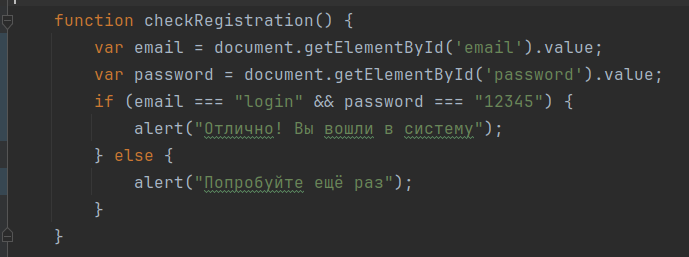 function checkRegistration() {
var email = document.getElementById('email').value;
var password = document.getElementById('password').value;
if (email === "login" && password === "12345") {
alert("Отлично! Вы вошли в систему");
} else {
alert("Попробуйте ещё раз");
}
}